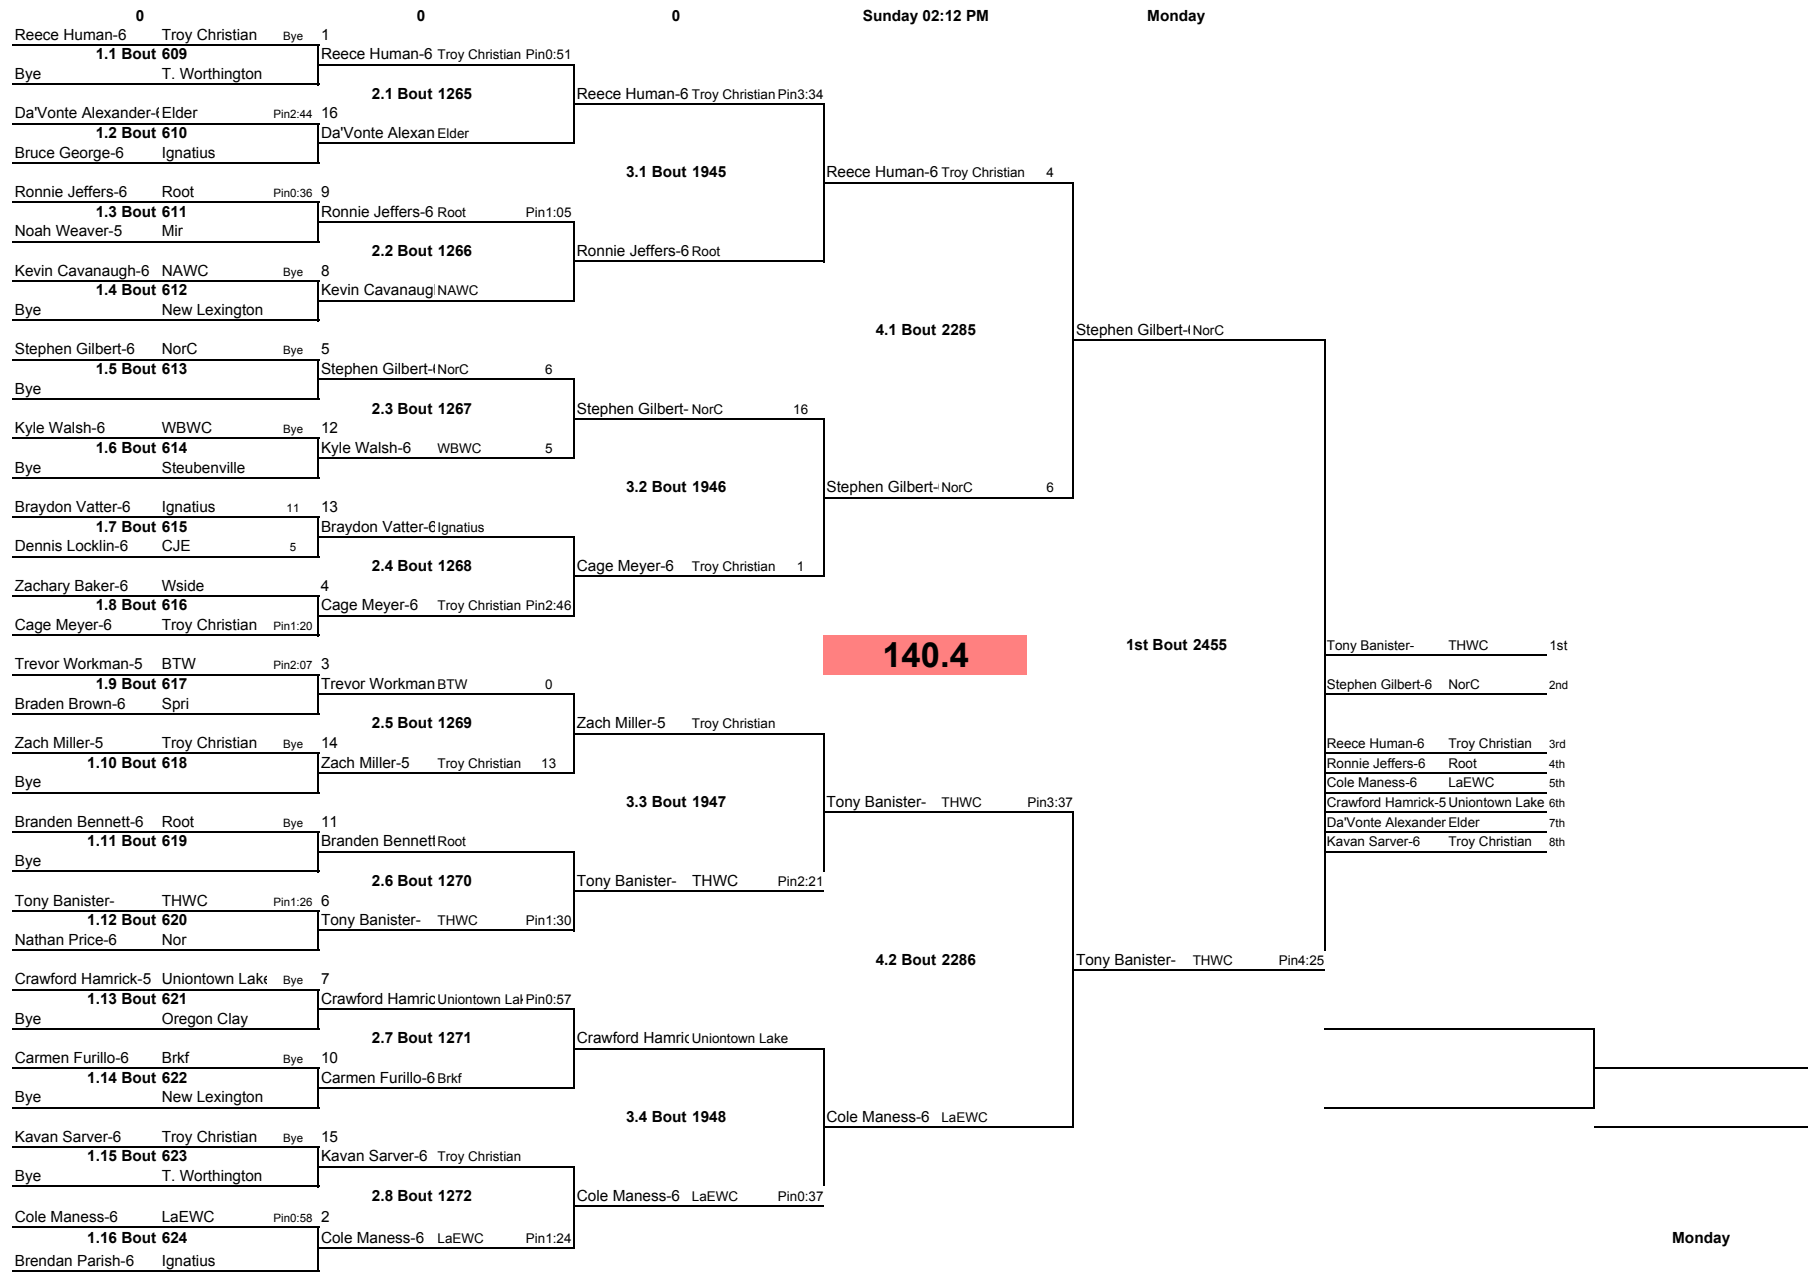 0 0 0 Sunday 02:12 PM Monday
Reece Human-6 Troy Christian Bye 1
1.1 Bout 609 Reece Human-6 Troy Christian Pin0:51
Bye T. Worthington
2.1 Bout 1265 Reece Human-6 Troy Christian Pin3:34
Da'Vonte Alexander-6 Elder Pin2:44 16
1.2 Bout 610 Da'Vonte Alexan Elder
Bruce George-6 Ignatius
3.1 Bout 1945 Reece Human-6 Troy Christian 4
Ronnie Jeffers-6 Root Pin0:36 9
1.3 Bout 611 Ronnie Jeffers-6 Root Pin1:05
Noah Weaver-5 Mir
2.2 Bout 1266 Ronnie Jeffers-6 Root
Kevin Cavanaugh-6 NAWC Bye 8
1.4 Bout 612 Kevin Cavanaug NAWC
Bye New Lexington
4.1 Bout 2285 Stephen Gilbert- NorC
Stephen Gilbert-6 NorC Bye 5
1.5 Bout 613 Stephen Gilbert- NorC 6
Bye
2.3 Bout 1267 Stephen Gilbert- NorC 16
Kyle Walsh-6 WBWC Bye 12
1.6 Bout 614 Kyle Walsh-6 WBWC 5
Bye Steubenville
3.2 Bout 1946 Stephen Gilbert- NorC 6
Braydon Vatter-6 Ignatius 11 13
1.7 Bout 615 Braydon Vatter-6 Ignatius
Dennis Locklin-6 CJE 5
2.4 Bout 1268 Cage Meyer-6 Troy Christian 1
Zachary Baker-6 Wside 4
1.8 Bout 616 Cage Meyer-6 Troy Christian Pin2:46
Cage Meyer-6 Troy Christian Pin1:20
140.4 1st Bout 2455 Tony Banister- THWC 1st
Trevor Workman-5 BTW Pin2:07 3
1.9 Bout 617 Trevor Workman BTW 0 Stephen Gilbert-6 NorC 2nd
Braden Brown-6 Spri
2.5 Bout 1269 Zach Miller-5 Troy Christian
Zach Miller-5 Troy Christian Bye 14 Reece Human-6 Troy Christian 3rd
1.10 Bout 618 Zach Miller-5 Troy Christian 13 Ronnie Jeffers-6 Root 4th
Bye Cole Maness-6 LaEWC 5th
3.3 Bout 1947 Tony Banister- THWC Pin3:37 Crawford Hamrick-5 Uniontown Lake 6th
Branden Bennett-6 Root Bye 11 Da'Vonte Alexander Elder 7th
1.11 Bout 619 Branden Bennett Root Kavan Sarver-6 Troy Christian 8th
Bye
2.6 Bout 1270 Tony Banister- THWC Pin2:21
Tony Banister- THWC Pin1:26 6
1.12 Bout 620 Tony Banister- THWC Pin1:30
Nathan Price-6 Nor
4.2 Bout 2286 Tony Banister- THWC Pin4:25
Crawford Hamrick-5 Uniontown Lake Bye 7
1.13 Bout 621 Crawford Hamric Uniontown Lak Pin0:57
Bye Oregon Clay
2.7 Bout 1271 Crawford Hamric Uniontown Lake
Carmen Furillo-6 Brkf Bye 10
1.14 Bout 622 Carmen Furillo-6 Brkf
Bye New Lexington
3.4 Bout 1948 Cole Maness-6 LaEWC
Kavan Sarver-6 Troy Christian Bye 15
1.15 Bout 623 Kavan Sarver-6 Troy Christian
Bye T. Worthington
2.8 Bout 1272 Cole Maness-6 LaEWC Pin0:37
Cole Maness-6 LaEWC Pin0:58 2
1.16 Bout 624 Cole Maness-6 LaEWC Pin1:24 Monday
Brendan Parish-6 Ignatius